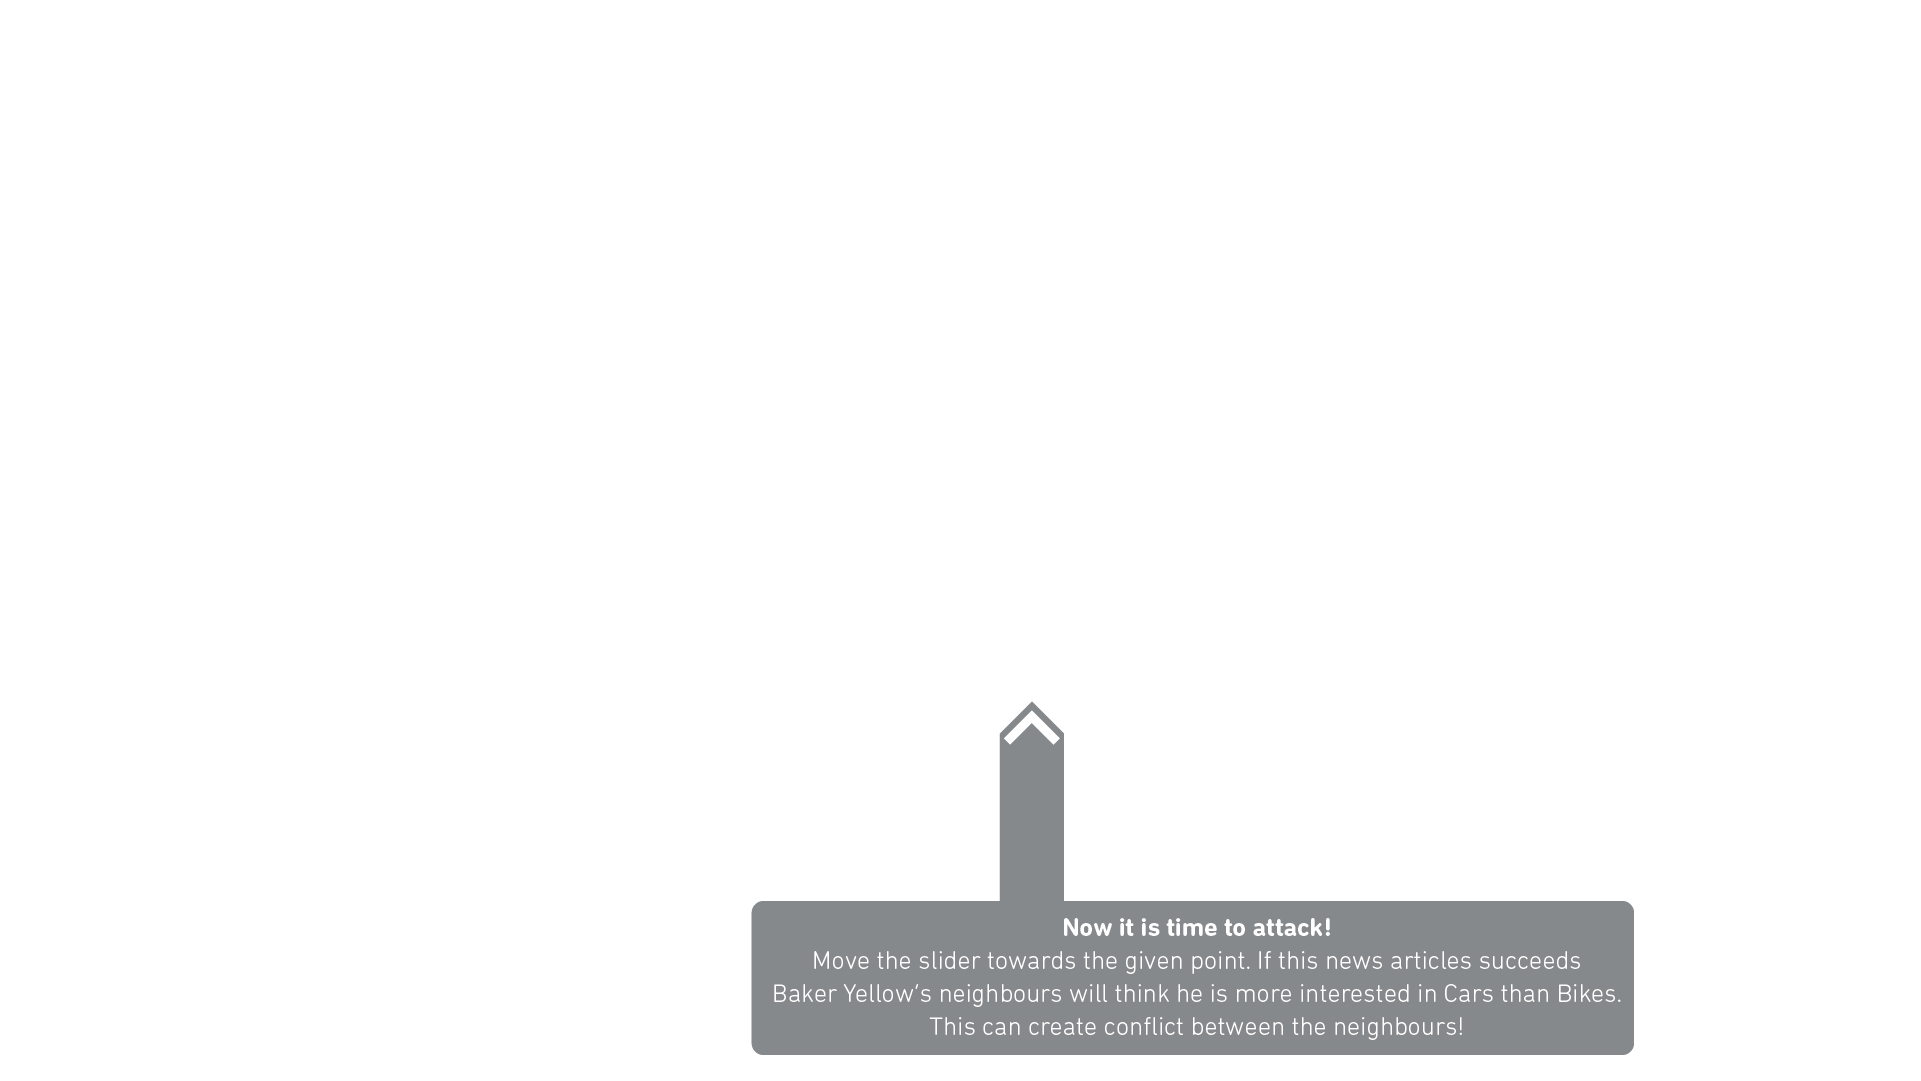 Now it is time to attack!
Move the slider towards the given point. If this news articles succeeds
Baker Yellow's neighbours will think he is more interested in Cars than Bikes.
This can create conflict between the neighbours!